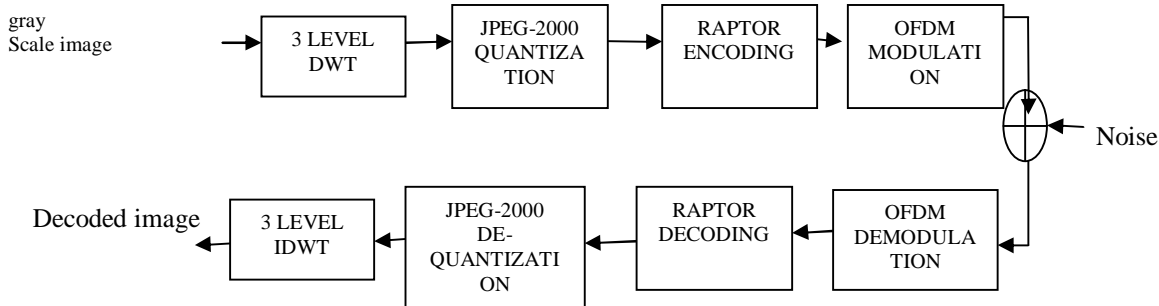 gray
Scale image
3 LEVEL
DWT
JPEG-2000
QUANTIZA
TION
RAPTOR
ENCODING
OFDM
MODULATI
ON
Noise
Decoded image
3 LEVEL
IDWT
JPEG-2000
DE-
QUANTIZATI
ON
RAPTOR
DECODING
OFDM
DEMODULA
TION